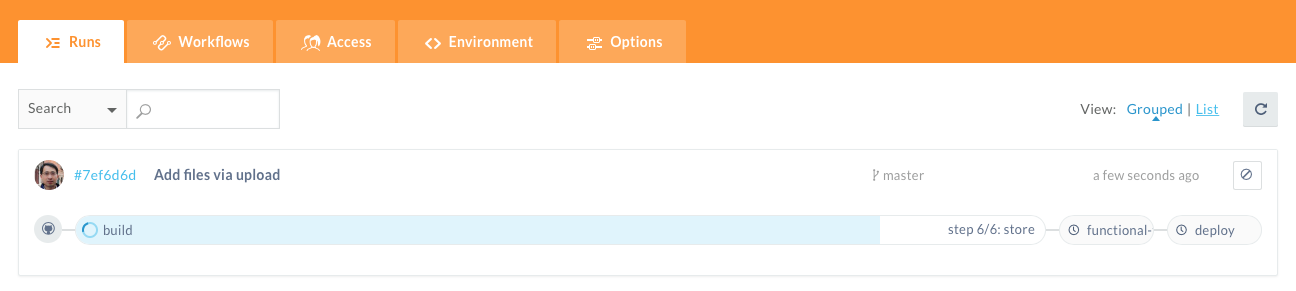 Runs Workflows Access Environment Options
Search View: Grouped | List
#7ef6d6d Add files via upload master a few seconds ago
build step 6/6: store functional- deploy